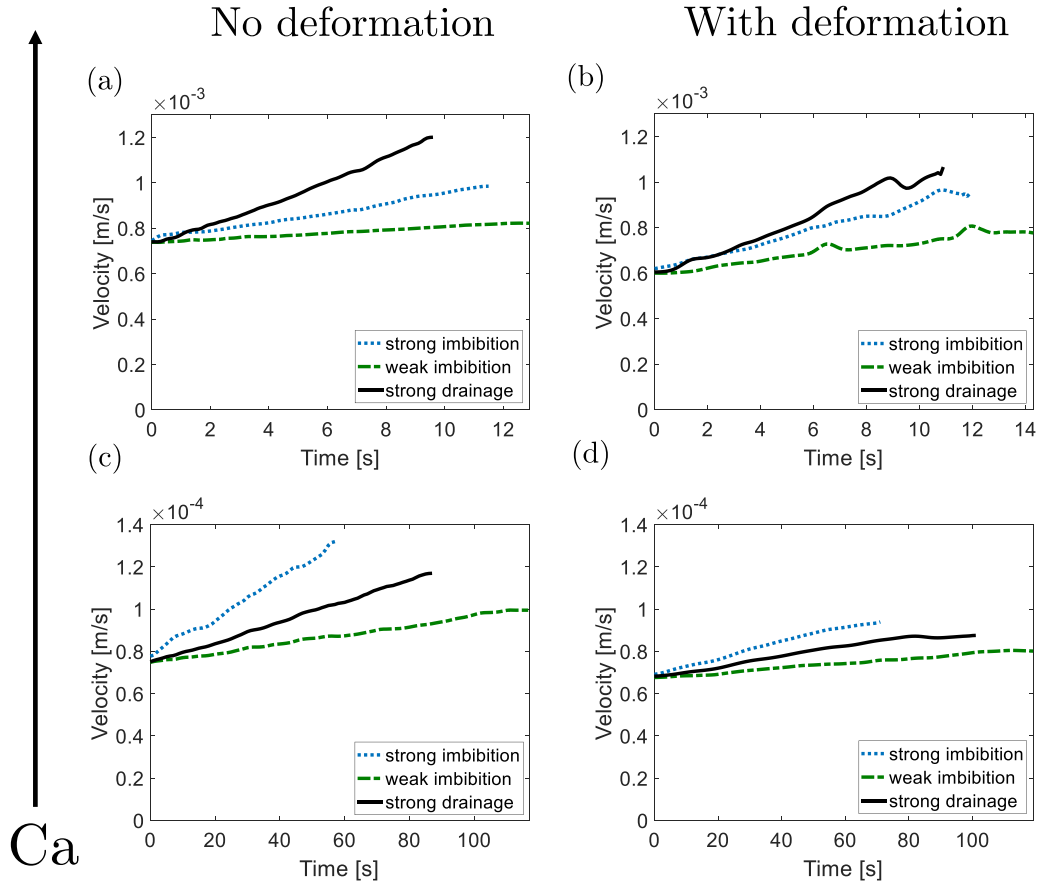 No deformation
With deformation
(a)
×10⁻³
Velocity [m/s]
1.2
1
0.8
0.6
0.4
0.2
0
0 2 4 6 8 10 12
Time [s]
strong imbibition
weak imbibition
strong drainage
(b)
×10⁻³
Velocity [m/s]
1.2
1
0.8
0.6
0.4
0.2
0
0 2 4 6 8 10 12 14
Time [s]
strong imbibition
weak imbibition
strong drainage
(c)
×10⁻⁴
Velocity [m/s]
1.4
1.2
1
0.8
0.6
0.4
0.2
0
0 20 40 60 80 100
Time [s]
strong imbibition
weak imbibition
strong drainage
(d)
×10⁻⁴
Velocity [m/s]
1.4
1.2
1
0.8
0.6
0.4
0.2
0
0 20 40 60 80 100
Time [s]
strong imbibition
weak imbibition
strong drainage
Ca